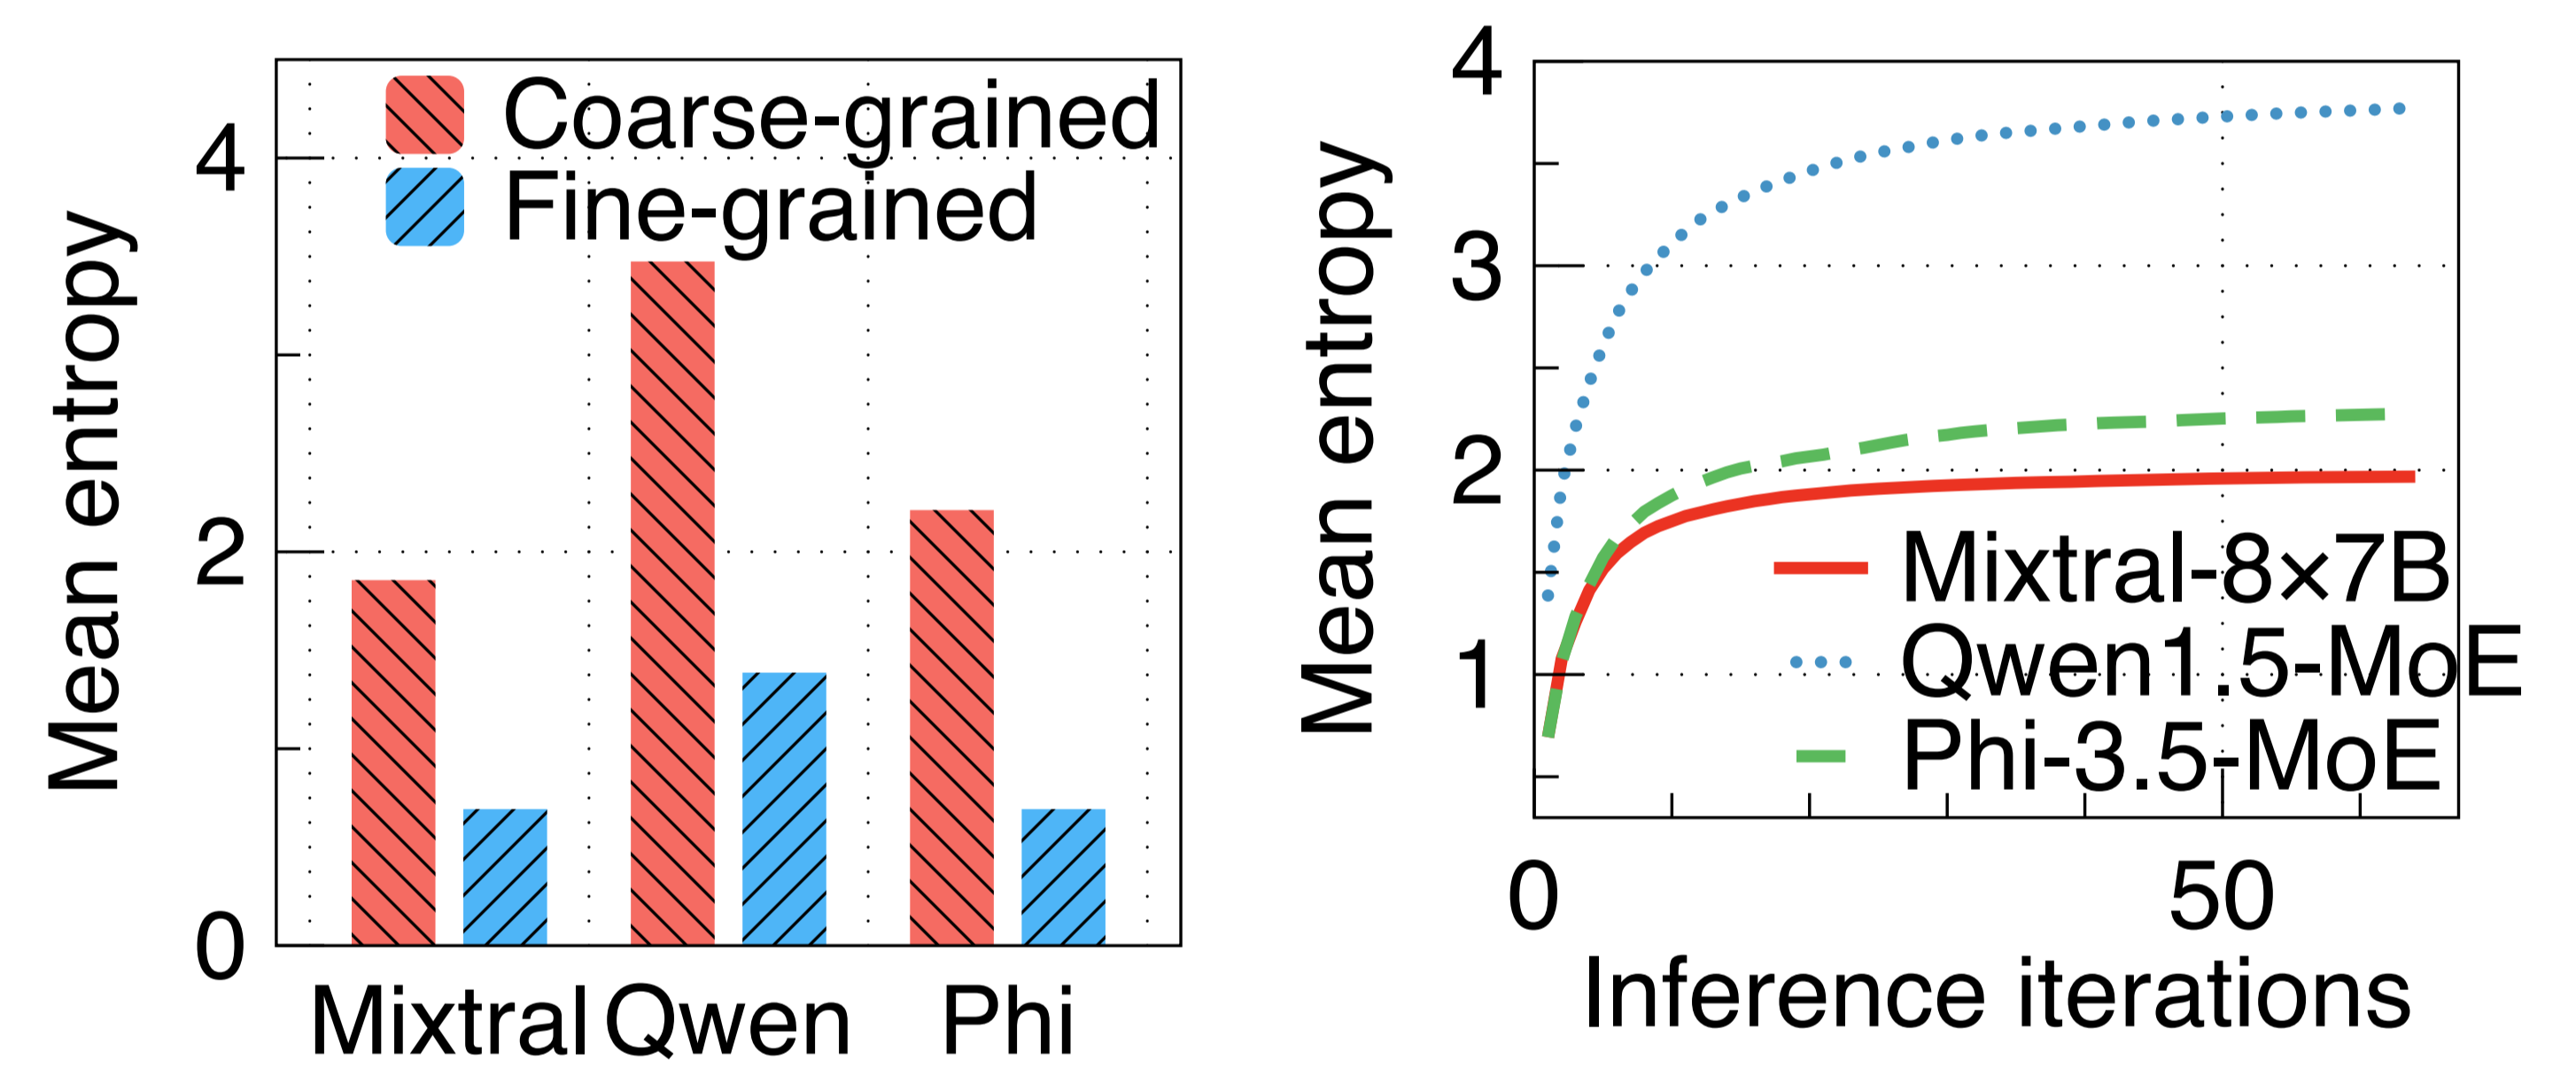 Mean entropy
4
2
0
Coarse-grained
Fine-grained
Mixtral Qwen Phi
Mean entropy
4
3
2
1
Mixtral-8×7B
Qwen1.5-MoE
Phi-3.5-MoE
0 50
Inference iterations